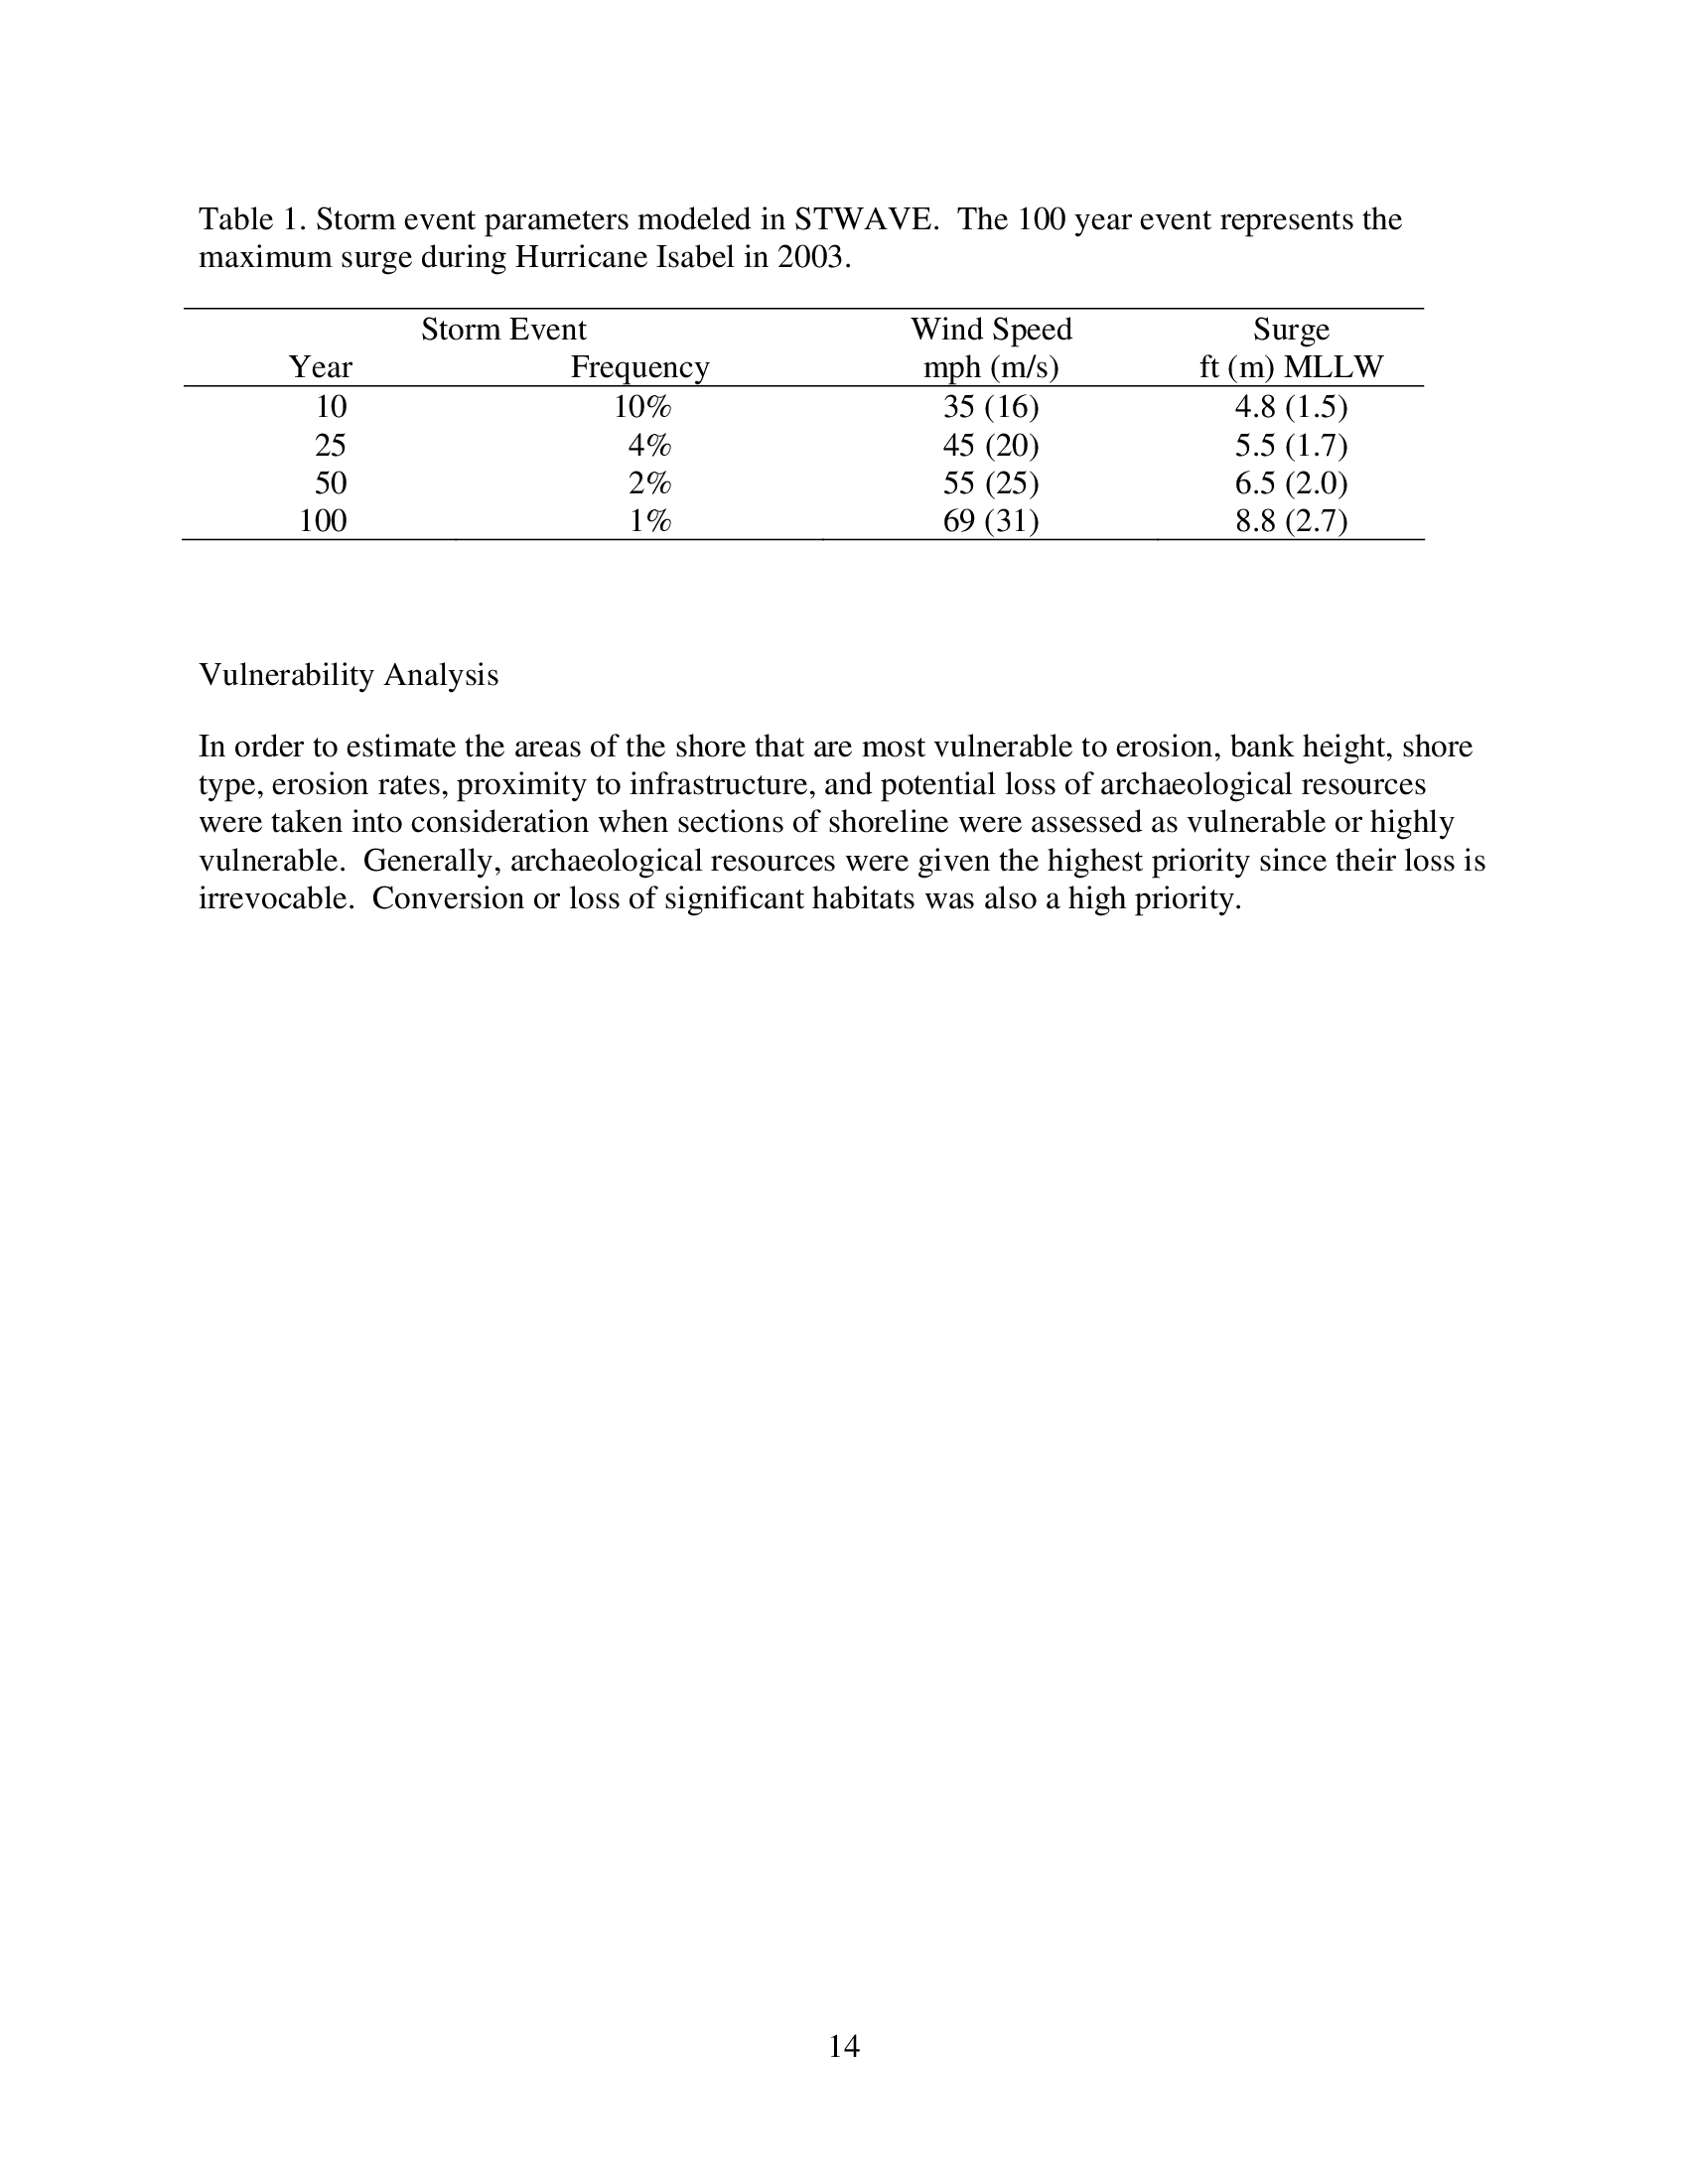 Table 1. Storm event parameters modeled in STWAVE.  The 100 year event represents the
maximum surge during Hurricane Isabel in 2003.
Storm Event Wind Speed Surge
Year Frequency mph (m/s) ft (m) MLLW
10 10% 35 (16) 4.8 (1.5)
25 4% 45 (20) 5.5 (1.7)
50 2% 55 (25) 6.5 (2.0)
100 1% 69 (31) 8.8 (2.7)
Vulnerability Analysis
In order to estimate the areas of the shore that are most vulnerable to erosion, bank height, shore
type, erosion rates, proximity to infrastructure, and potential loss of archaeological resources
were taken into consideration when sections of shoreline were assessed as vulnerable or highly
vulnerable.  Generally, archaeological resources were given the highest priority since their loss is
irrevocable.  Conversion or loss of significant habitats was also a high priority.
14